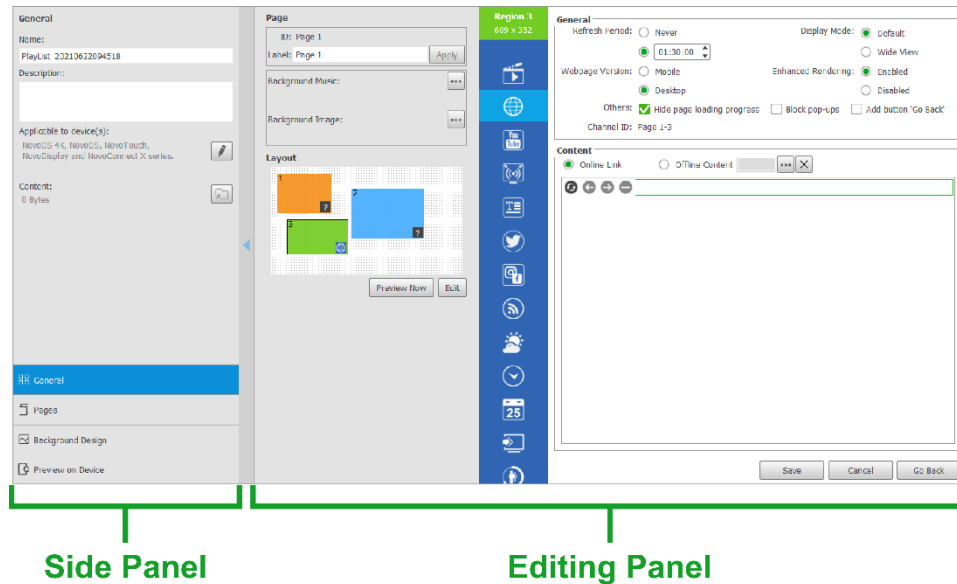 General
Name:
PlayList_20210622094518
Description:
Applicable to device(s):
NovoDS 4K, NovoDS, NovoTouch,
NovoDisplay and NovoConnect X series.
Content:
0 Bytes
General
Pages
Background Design
Preview on Device
Page
ID: Page 1
Label: Page 1 Apply
Background Music:
Background Image:
Layout
1
2
?
?
3
Preview Now Edit
Region 3
609 x 352
You
Tube
25
General
Refresh Period: Never Display Mode: Default
01:30:00 Wide View
Webpage Version: Mobile Enhanced Rendering: Enabled
Desktop Disabled
Others: Hide page loading progress Block pop-ups Add button 'Go Back'
Channel ID: Page 1-3
Content
Online Link Offline Content
Save Cancel Go Back
Side Panel Editing Panel